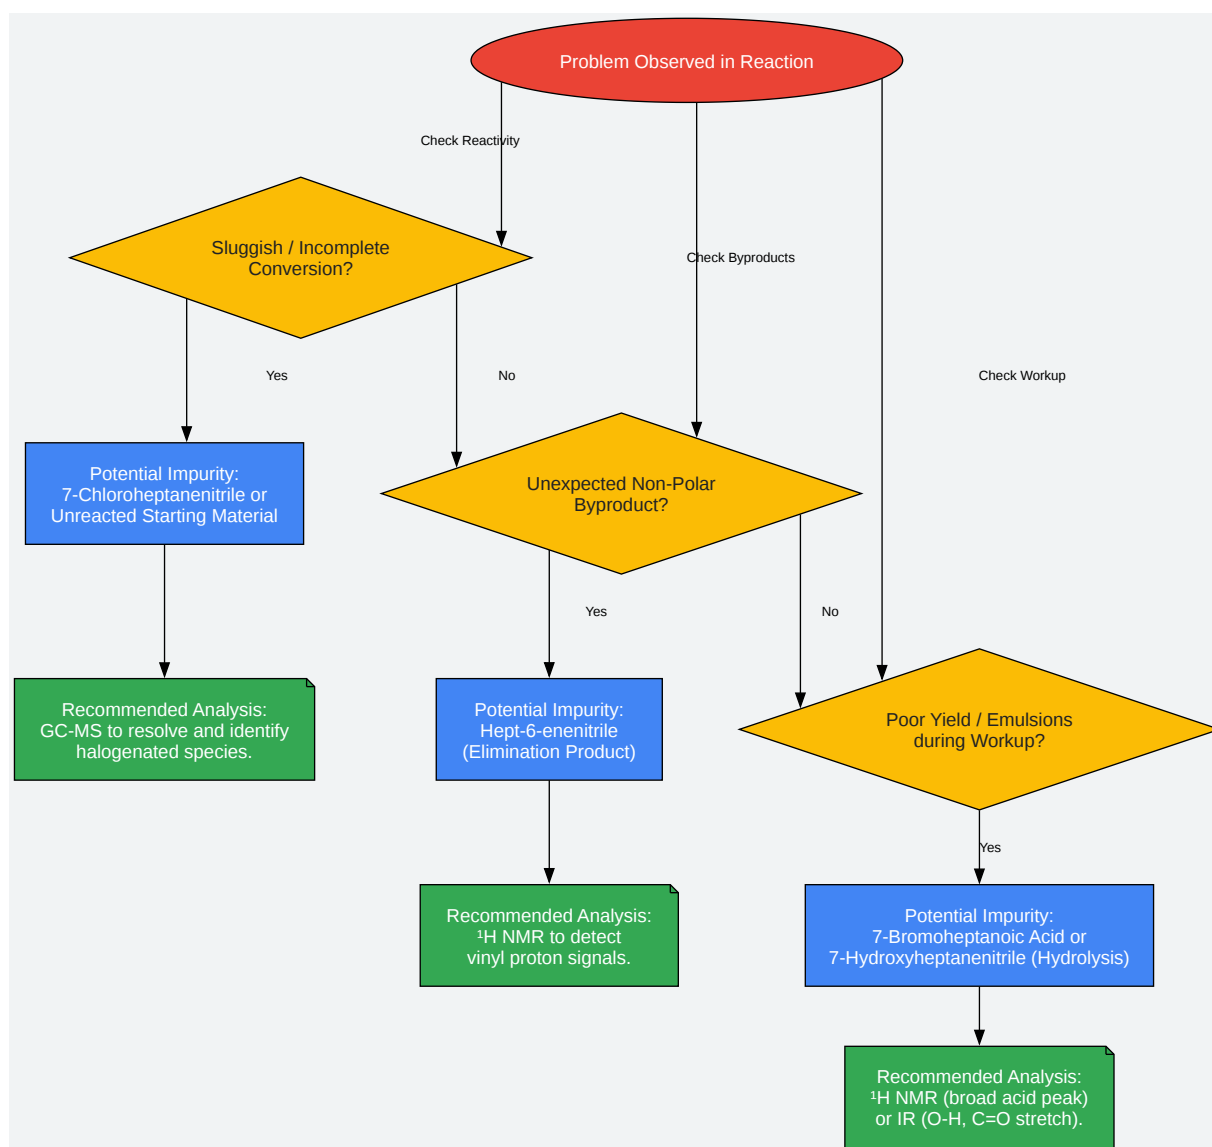 Problem Observed in Reaction
Check Reactivity
Sluggish / Incomplete
Conversion?
Check Byproducts
Yes
No
Check Workup
Potential Impurity:
7-Chloroheptanenitrile or
Unreacted Starting Material
Unexpected Non-Polar
Byproduct?
Yes
No
Recommended Analysis:
GC-MS to resolve and identify
halogenated species.
Potential Impurity:
Hept-6-enenitrile
(Elimination Product)
Poor Yield / Emulsions
during Workup?
Yes
Recommended Analysis:
¹H NMR to detect
vinyl proton signals.
Potential Impurity:
7-Bromoheptanoic Acid or
7-Hydroxyheptanenitrile (Hydrolysis)
Recommended Analysis:
¹H NMR (broad acid peak)
or IR (O-H, C=O stretch).